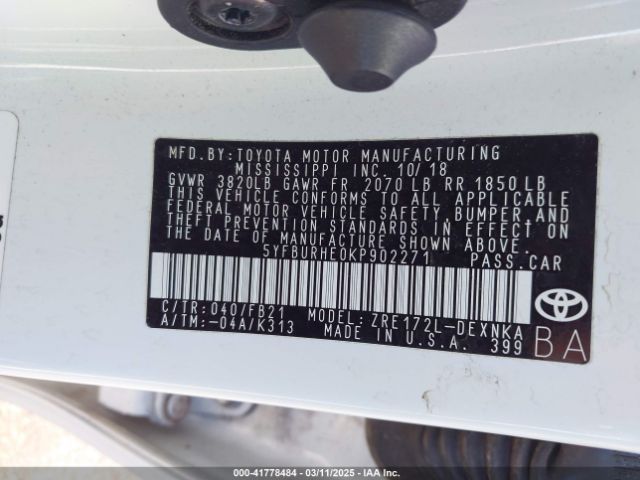 MFD.BY:TOYOTA MOTOR MANUFACTURING
MISSISSIPPI INC. 10/18
GVWR 3820LB GAWR FR 2070 LB RR 1850 LB
THIS VEHICLE CONFORMS TO ALL APPLICABLE
FEDERAL MOTOR VEHICLE SAFETY, BUMPER,AND
THEFT PREVENTION STANDARDS IN EFFECT ON
THE DATE OF MANUFACTURE SHOWN ABOVE.
5YFBURHE0KP902271 PASS.CAR
C/TR: 040/FB21 MODEL: ZRE172L-DEXNKA
A/TM:-04A/K313 MADE IN U.S.A. 399
BA
TOYOTA
000-41778484 - 03/11/2025 - IAA Inc.